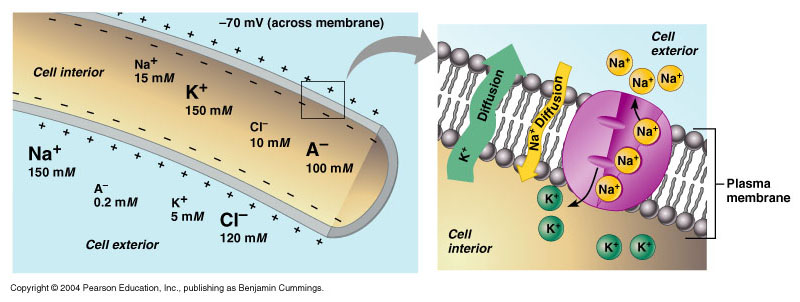 –70 mV (across membrane)
Cell interior
Na⁺
15 mM
K⁺
150 mM
Cl⁻
10 mM
A⁻
100 mM
Na⁺
150 mM
A⁻
0.2 mM
K⁺
5 mM
Cl⁻
120 mM
Cell exterior
Cell
exterior
K⁺ Diffusion
Na⁺ Diffusion
Na⁺
Na⁺
Na⁺
Na⁺
Na⁺
Na⁺
K⁺
K⁺
K⁺
K⁺
Cell
interior
Plasma
membrane
Copyright © 2004 Pearson Education, Inc., publishing as Benjamin Cummings.